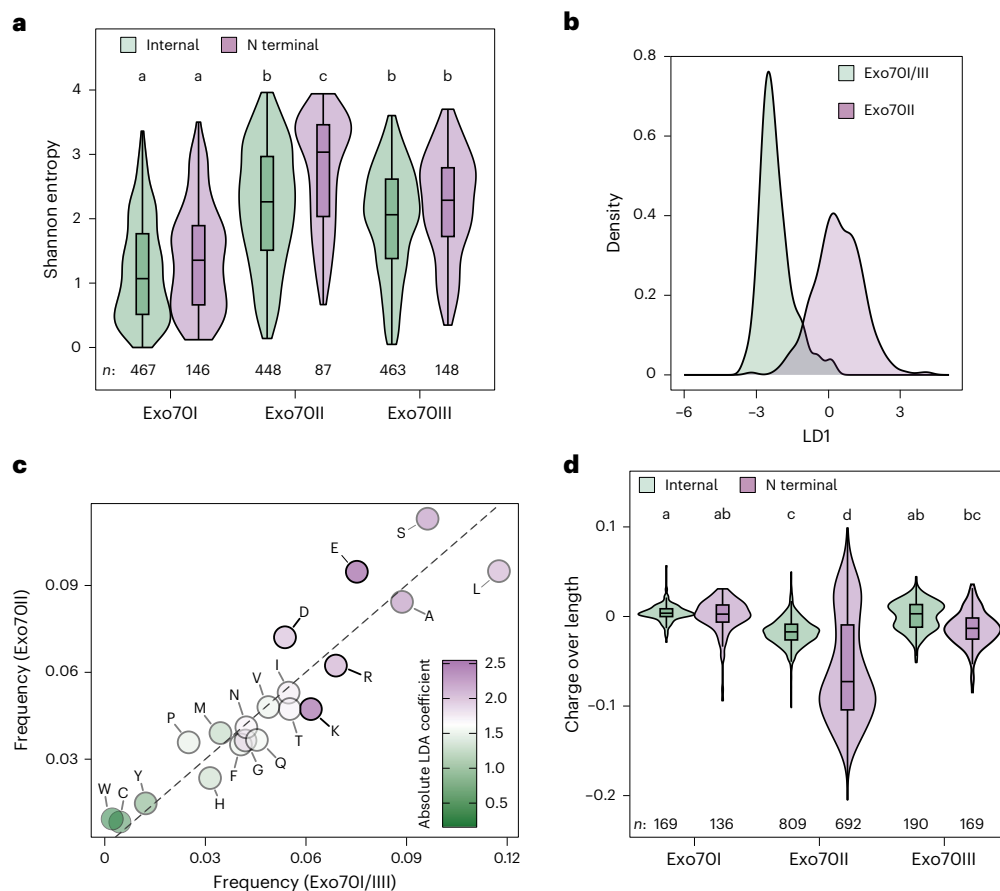 a
Internal N terminal
a a b c b b
Shannon entropy
4
3
2
1
0
n: 467 146 448 87 463 148
Exo70I Exo70II Exo70III
b
Exo70I/III
Exo70II
Density
0.8
0.6
0.4
0.2
0
−6 −3 0 3
LD1
c
Frequency (Exo70II)
0.09
0.06
0.03
S
E
L
A
D
R
I
V
K
T
N
M
P
F G Q
H
Y
W C
Absolute LDA coefficient
2.5
2.0
1.5
1.0
0.5
0 0.03 0.06 0.09 0.12
Frequency (Exo70I/IIII)
d
Internal N terminal
a ab c d ab bc
Charge over length
0.1
0
−0.1
−0.2
n: 169 136 809 692 190 169
Exo70I Exo70II Exo70III